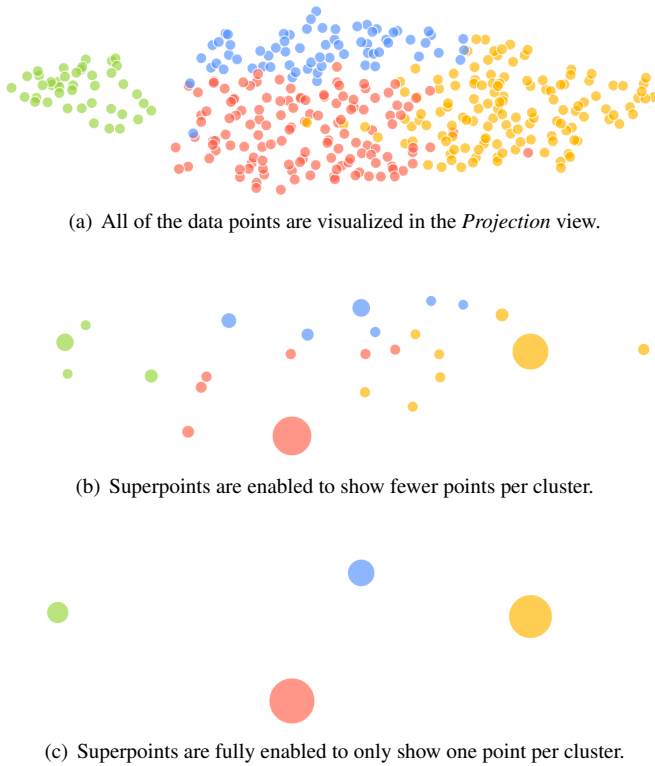 (a) All of the data points are visualized in the Projection view.
(b) Superpoints are enabled to show fewer points per cluster.
(c) Superpoints are fully enabled to only show one point per cluster.